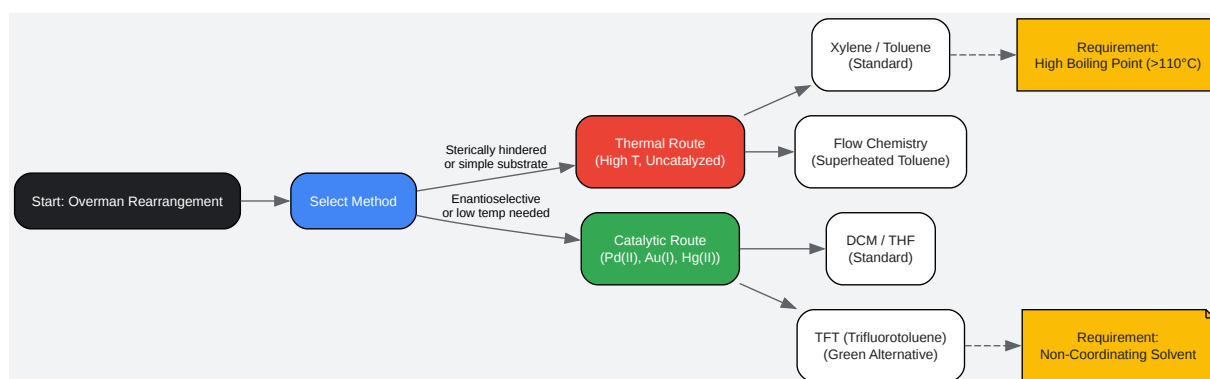 Start: Overman Rearrangement
Select Method
Sterically hindered
or simple substrate
Enantioselective
or low temp needed
Thermal Route
(High T, Uncatalyzed)
Catalytic Route
(Pd(II), Au(I), Hg(II))
Xylene / Toluene
(Standard)
Requirement:
High Boiling Point (>110°C)
Flow Chemistry
(Superheated Toluene)
DCM / THF
(Standard)
TFT (Trifluorotoluene)
(Green Alternative)
Requirement:
Non-Coordinating Solvent